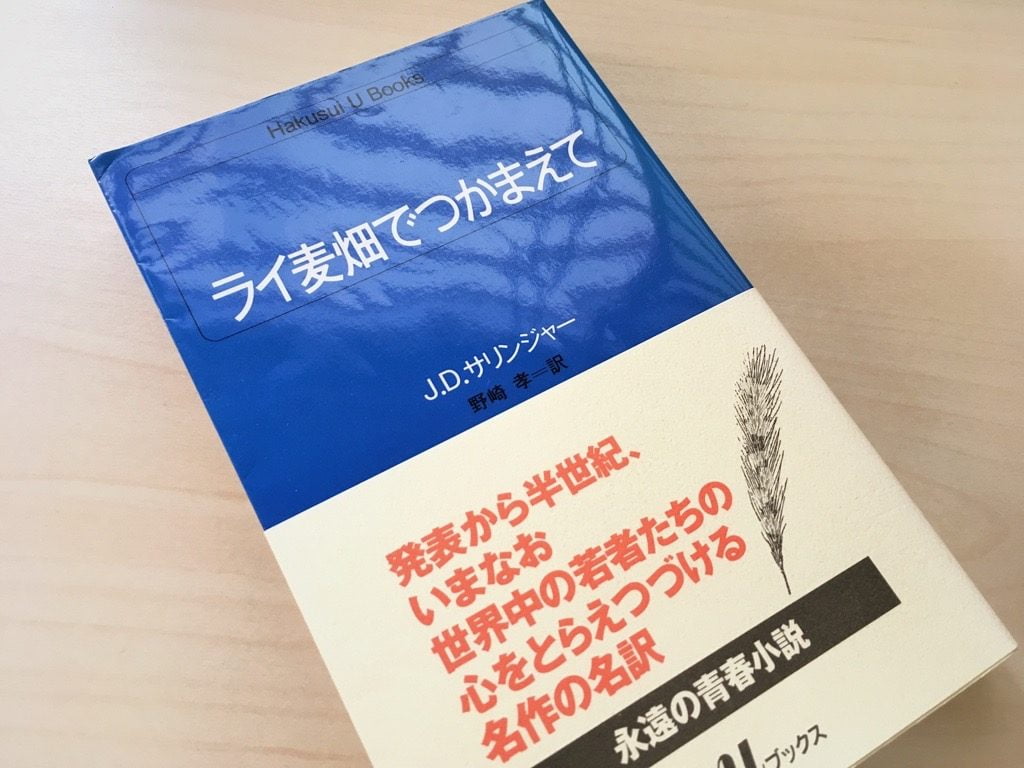 Hakusui U Books
ライ麦畑でつかまえて
J.D.サリンジャー
野崎 孝＝訳
発表から半世紀、
いまなお
世界中の若者たちの
心をとらえつづける
名作の名訳
永遠の青春小説
ブックス